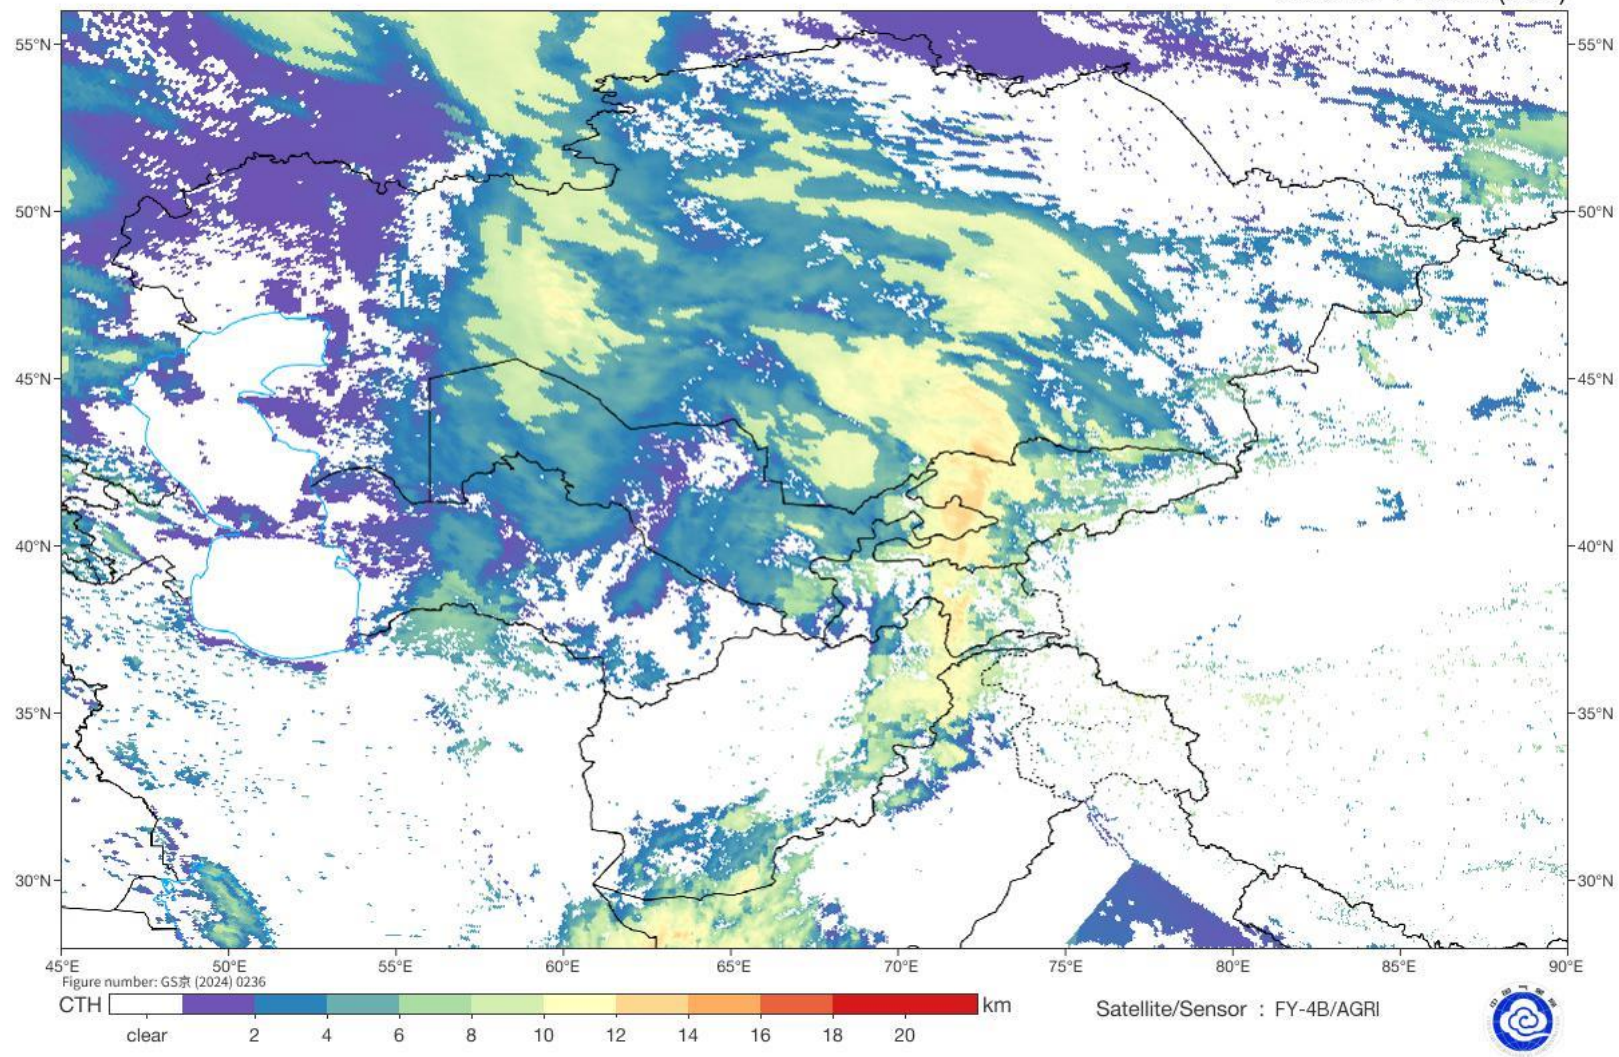 55°N 55°N
50°N 50°N
45°N 45°N
40°N 40°N
35°N 35°N
30°N 30°N
45°E 50°E 55°E 60°E 65°E 70°E 75°E 80°E 85°E 90°E
Figure number: GS京 (2024) 0236
CTH km
clear 2 4 6 8 10 12 14 16 18 20
Satellite/Sensor : FY-4B/AGRI